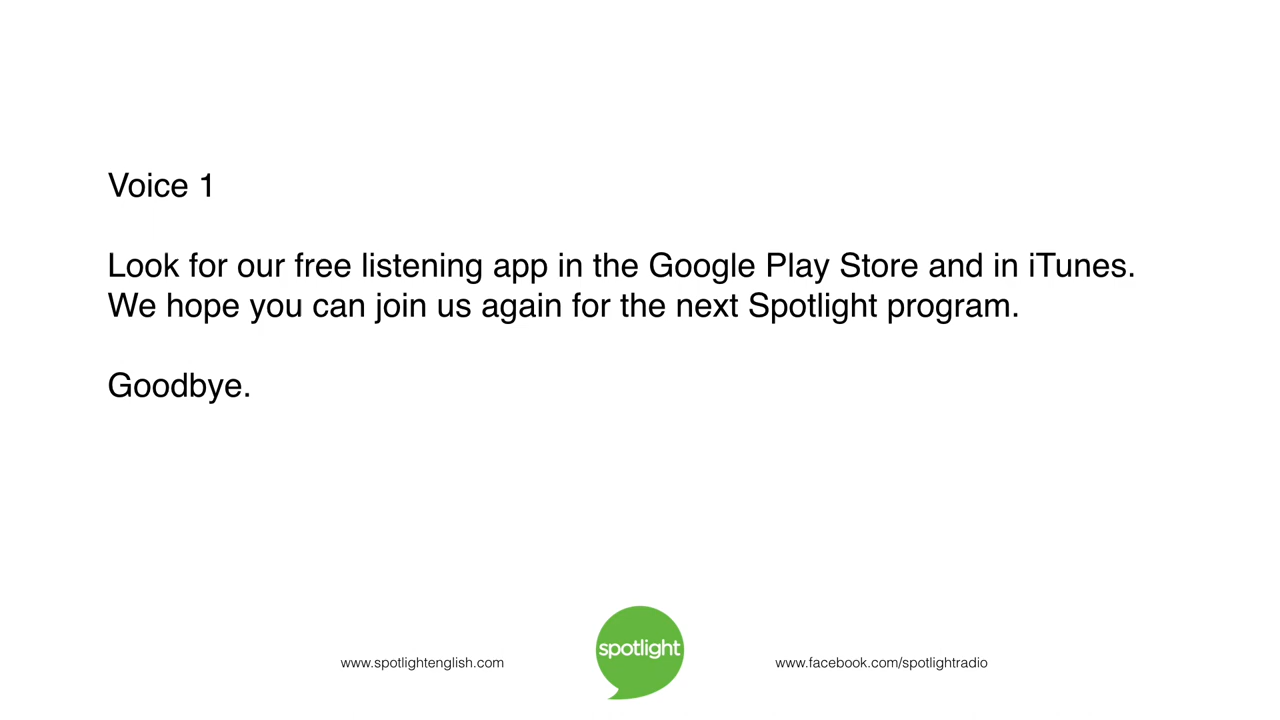 Voice 1
Look for our free listening app in the Google Play Store and in iTunes.
We hope you can join us again for the next Spotlight program.
Goodbye.
www.spotlightenglish.com
spotlight
www.facebook.com/spotlightradio